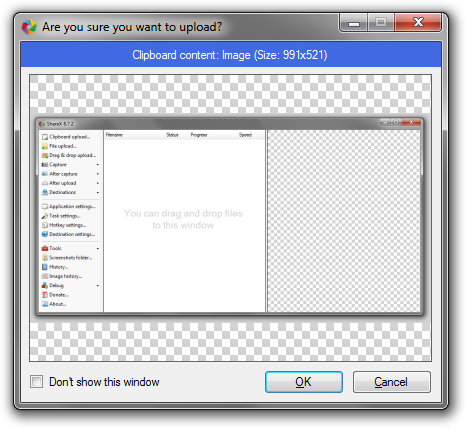 Are you sure you want to upload?
Clipboard content: Image (Size: 991x521)
ShareX 8.7.2
Filename Status Progress Speed
Clipboard upload...
File upload...
Drag & drop upload...
Capture
After capture
After upload
Destinations
Application settings...
Task settings...
Hotkey settings...
Destination settings...
Tools
Screenshots folder...
History...
Image history...
Debug
Donate...
About...
You can drag and drop files
to this window
Don't show this window
OK
Cancel